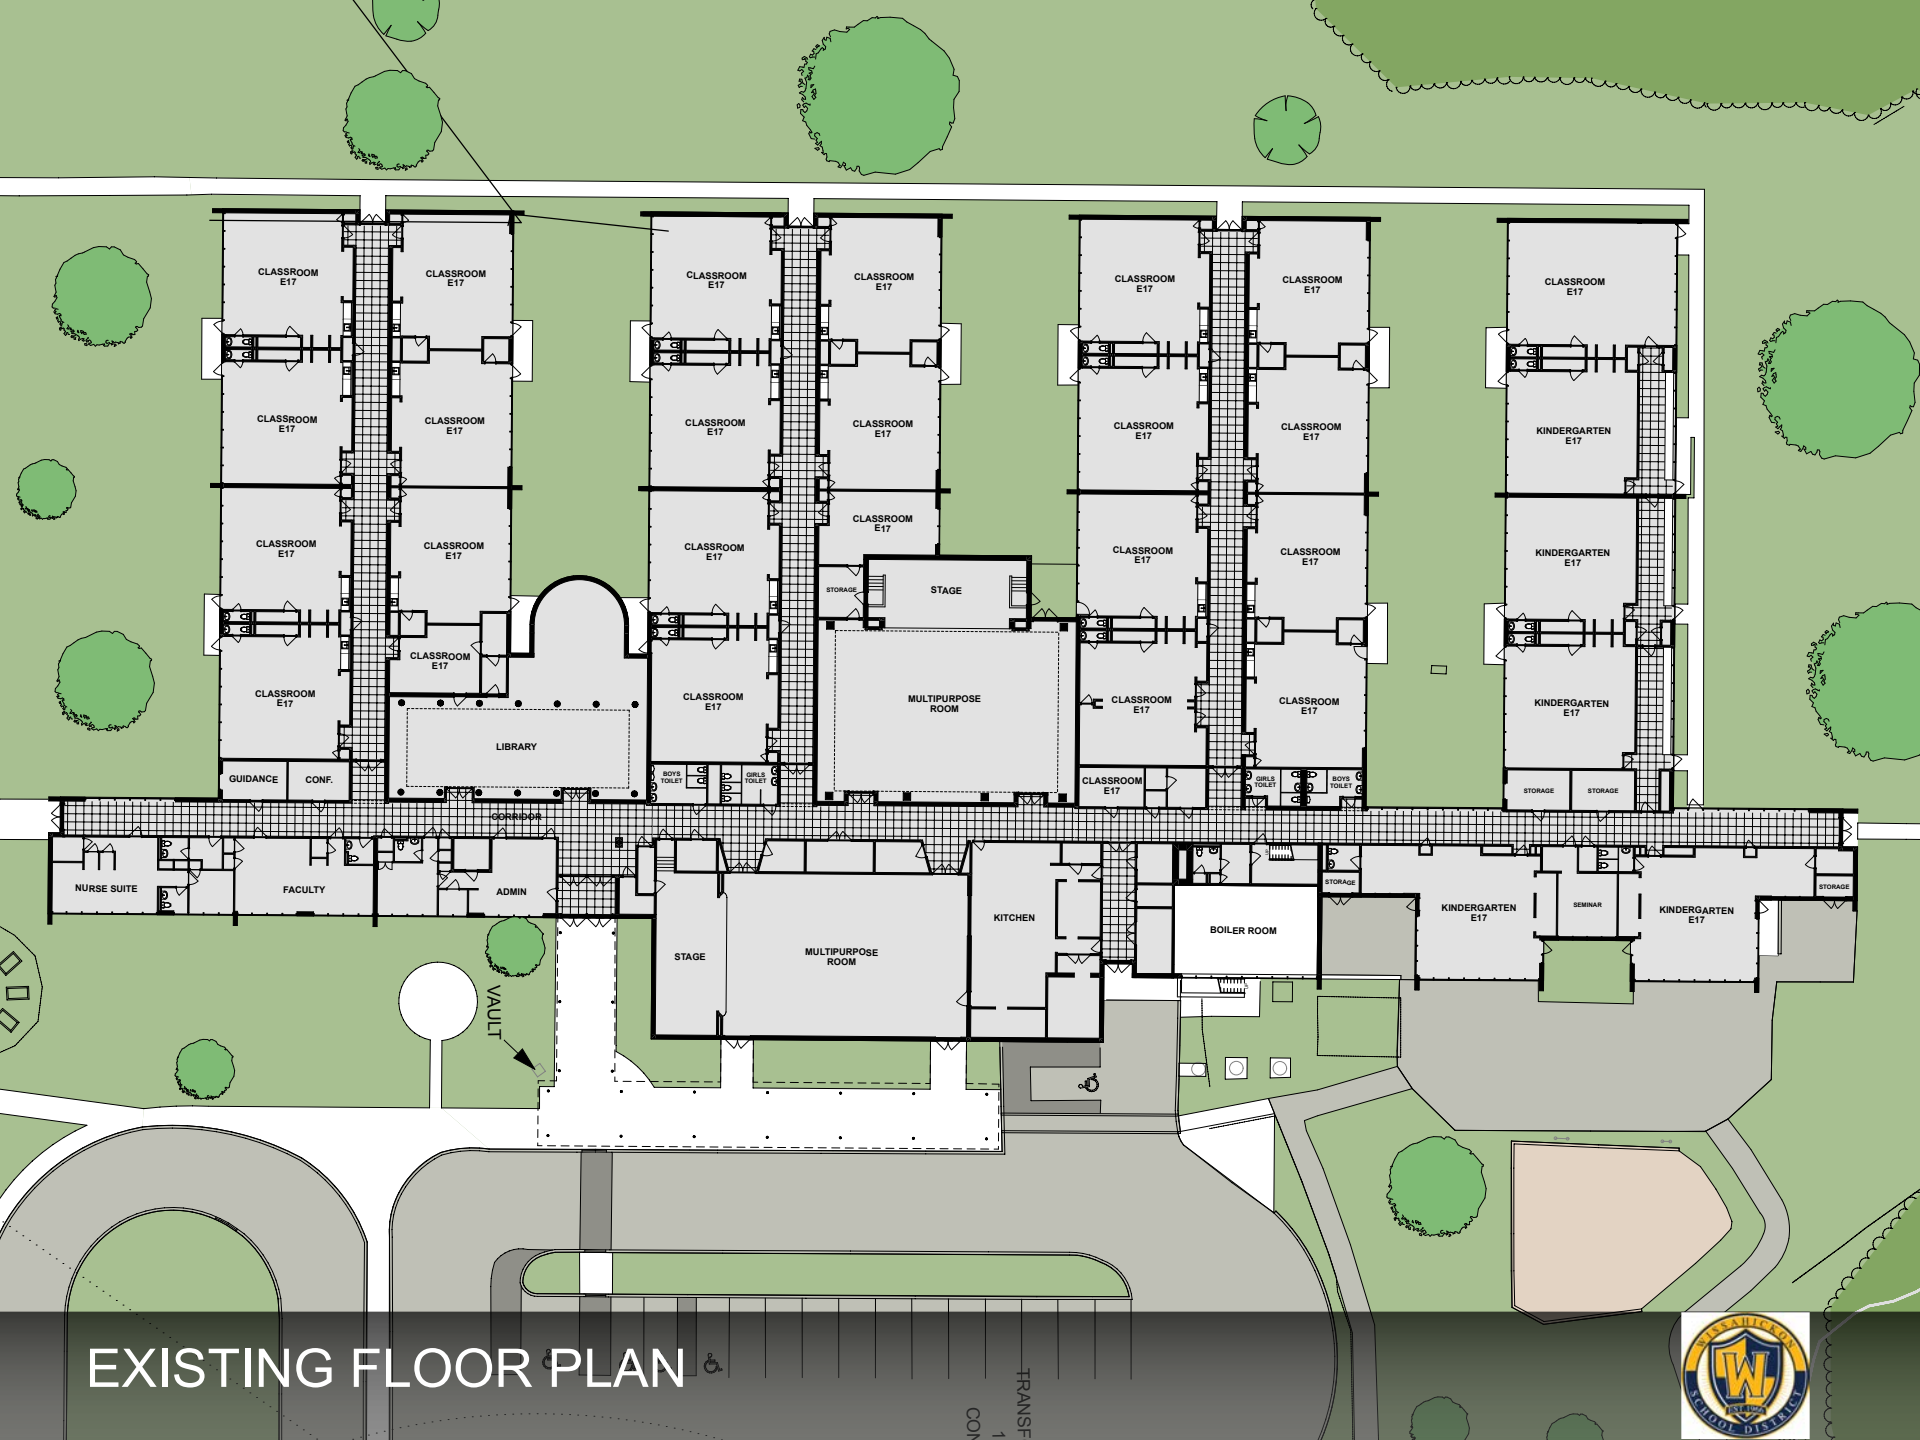 CLASSROOM
E17
CLASSROOM
E17
CLASSROOM
E17
CLASSROOM
E17
CLASSROOM
E17
CLASSROOM
E17
CLASSROOM
E17
CLASSROOM
E17
CLASSROOM
E17
CLASSROOM
E17
CLASSROOM
E17
CLASSROOM
E17
CLASSROOM
E17
KINDERGARTEN
E17
CLASSROOM
E17
CLASSROOM
E17
CLASSROOM
E17
CLASSROOM
E17
CLASSROOM
E17
CLASSROOM
E17
KINDERGARTEN
E17
STORAGE
STAGE
CLASSROOM
E17
CLASSROOM
E17
CLASSROOM
E17
MULTIPURPOSE
ROOM
CLASSROOM
E17
CLASSROOM
E17
KINDERGARTEN
E17
LIBRARY
GUIDANCE
CONF.
BOYS
TOILET
GIRLS
TOILET
CLASSROOM
E17
GIRLS
TOILET
BOYS
TOILET
STORAGE
STORAGE
CORRIDOR
NURSE SUITE
FACULTY
ADMIN
KITCHEN
STORAGE
KINDERGARTEN
E17
SEMINAR
KINDERGARTEN
E17
STORAGE
STAGE
MULTIPURPOSE
ROOM
BOILER ROOM
VAULT
TRANSF
1
CON
EXISTING FLOOR PLAN
WISSAHICKON
W
EST. 1966
SCHOOL DISTRICT